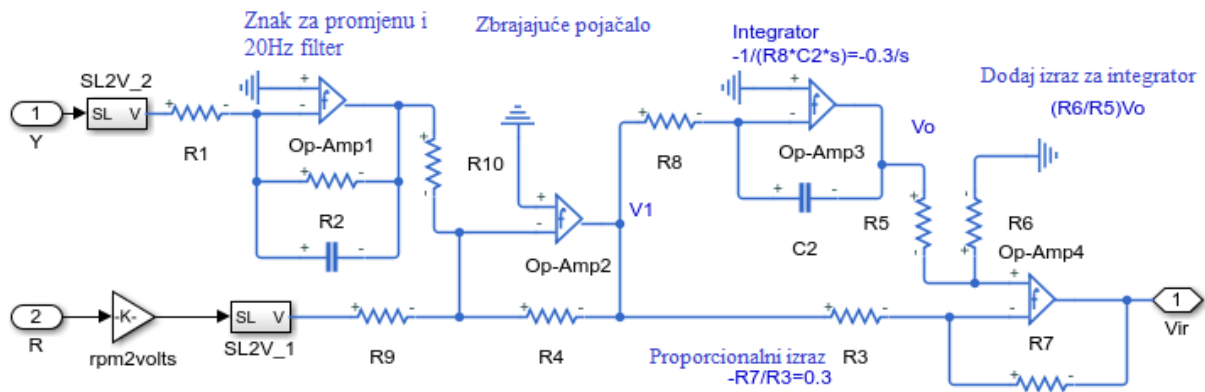 Znak za promjenu i
20Hz filter
Zbrajajuće pojačalo
Integrator
-1/(R8*C2*s)=-0.3/s
Dodaj izraz za integrator
(R6/R5)Vo
SL2V_2
1
Y
SL V
R1
Op-Amp1
R2
R10
Op-Amp2
V1
R8
Op-Amp3
C2
Vo
R5
R6
Op-Amp4
2
R
-K-
rpm2volts
SL V
SL2V_1
R9
R4
Proporcionalni izraz
-R7/R3=0.3
R3
R7
1
Vir